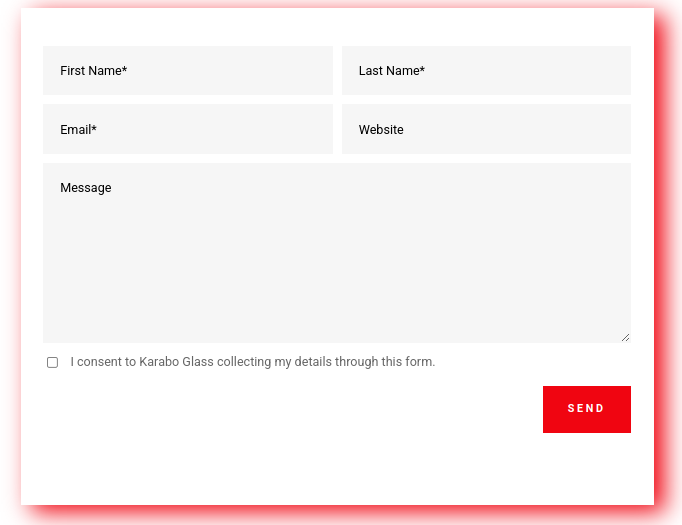 First Name*
Last Name*
Email*
Website
Message
I consent to Karabo Glass collecting my details through this form.
SEND